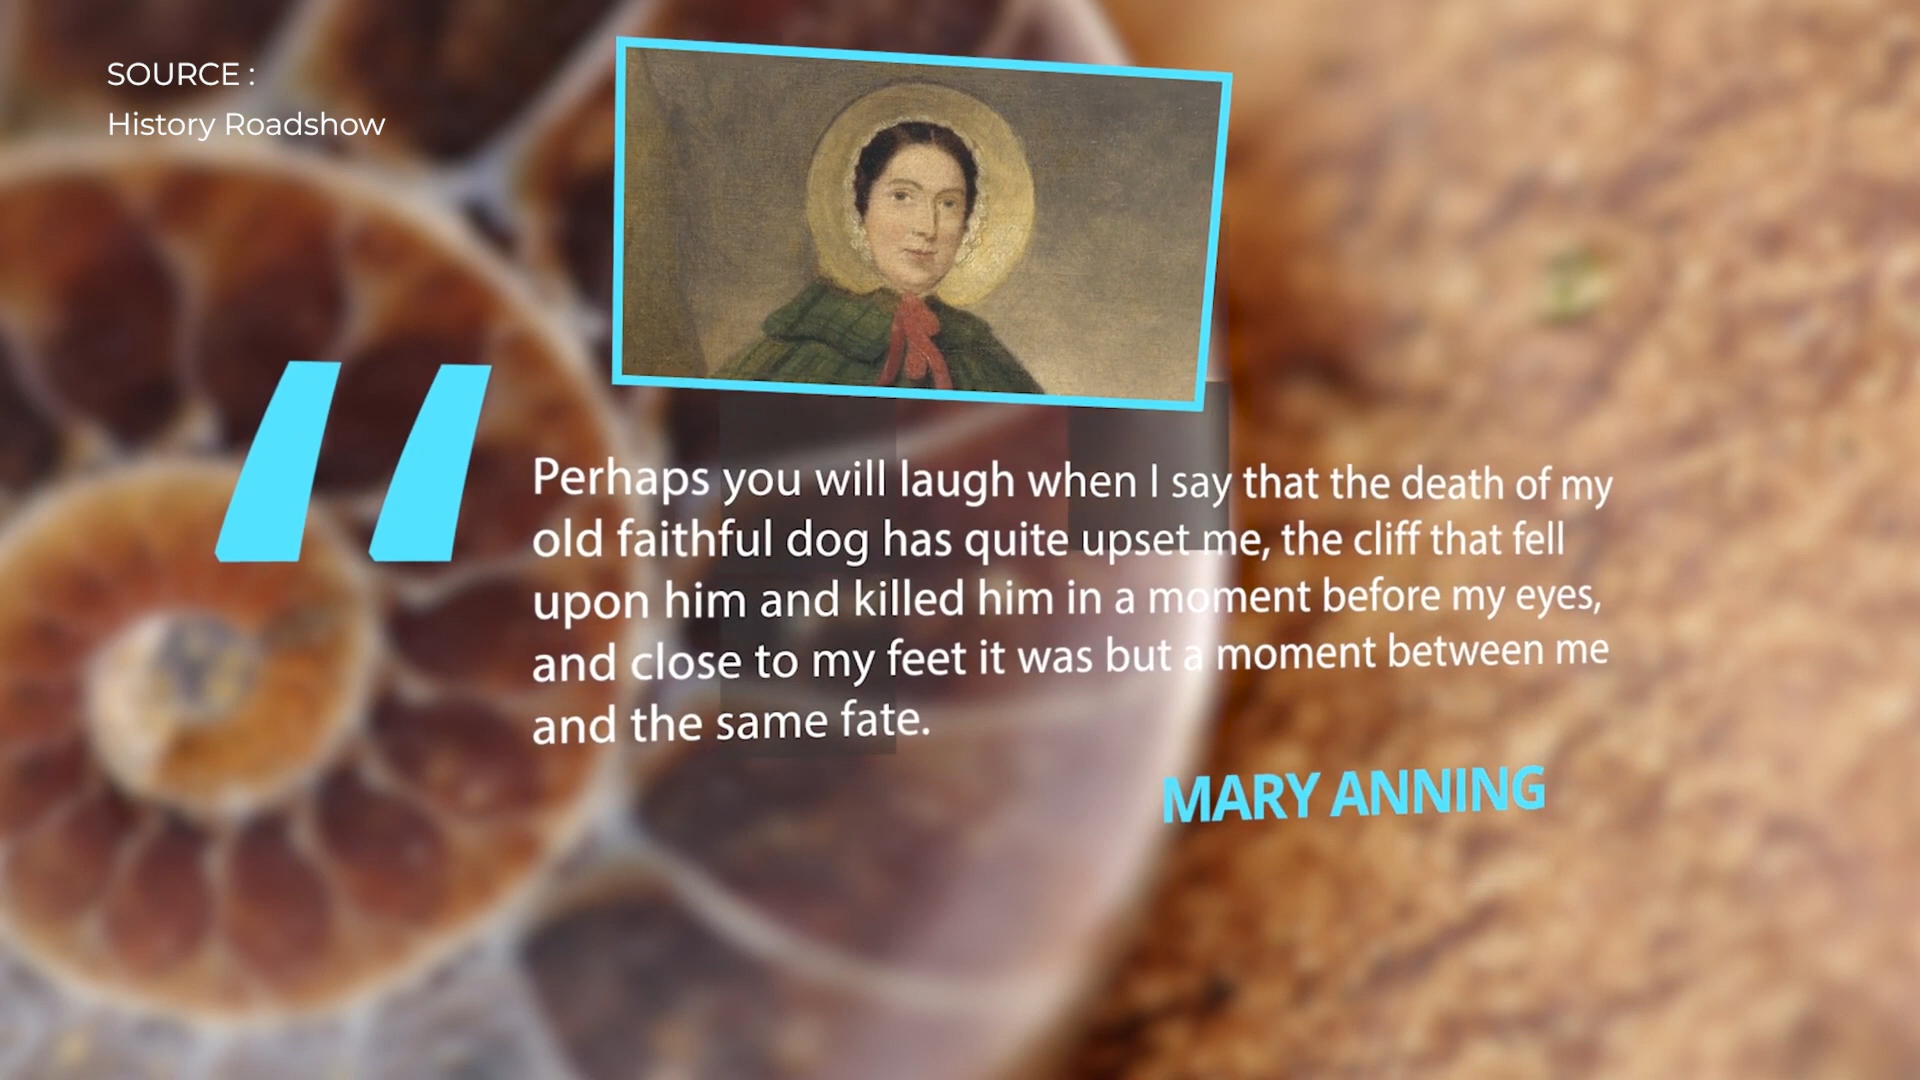 SOURCE :
History Roadshow
“
Perhaps you will laugh when I say that the death of my
old faithful dog has quite upset me, the cliff that fell
upon him and killed him in a moment before my eyes,
and close to my feet it was but a moment between me
and the same fate.
MARY ANNING